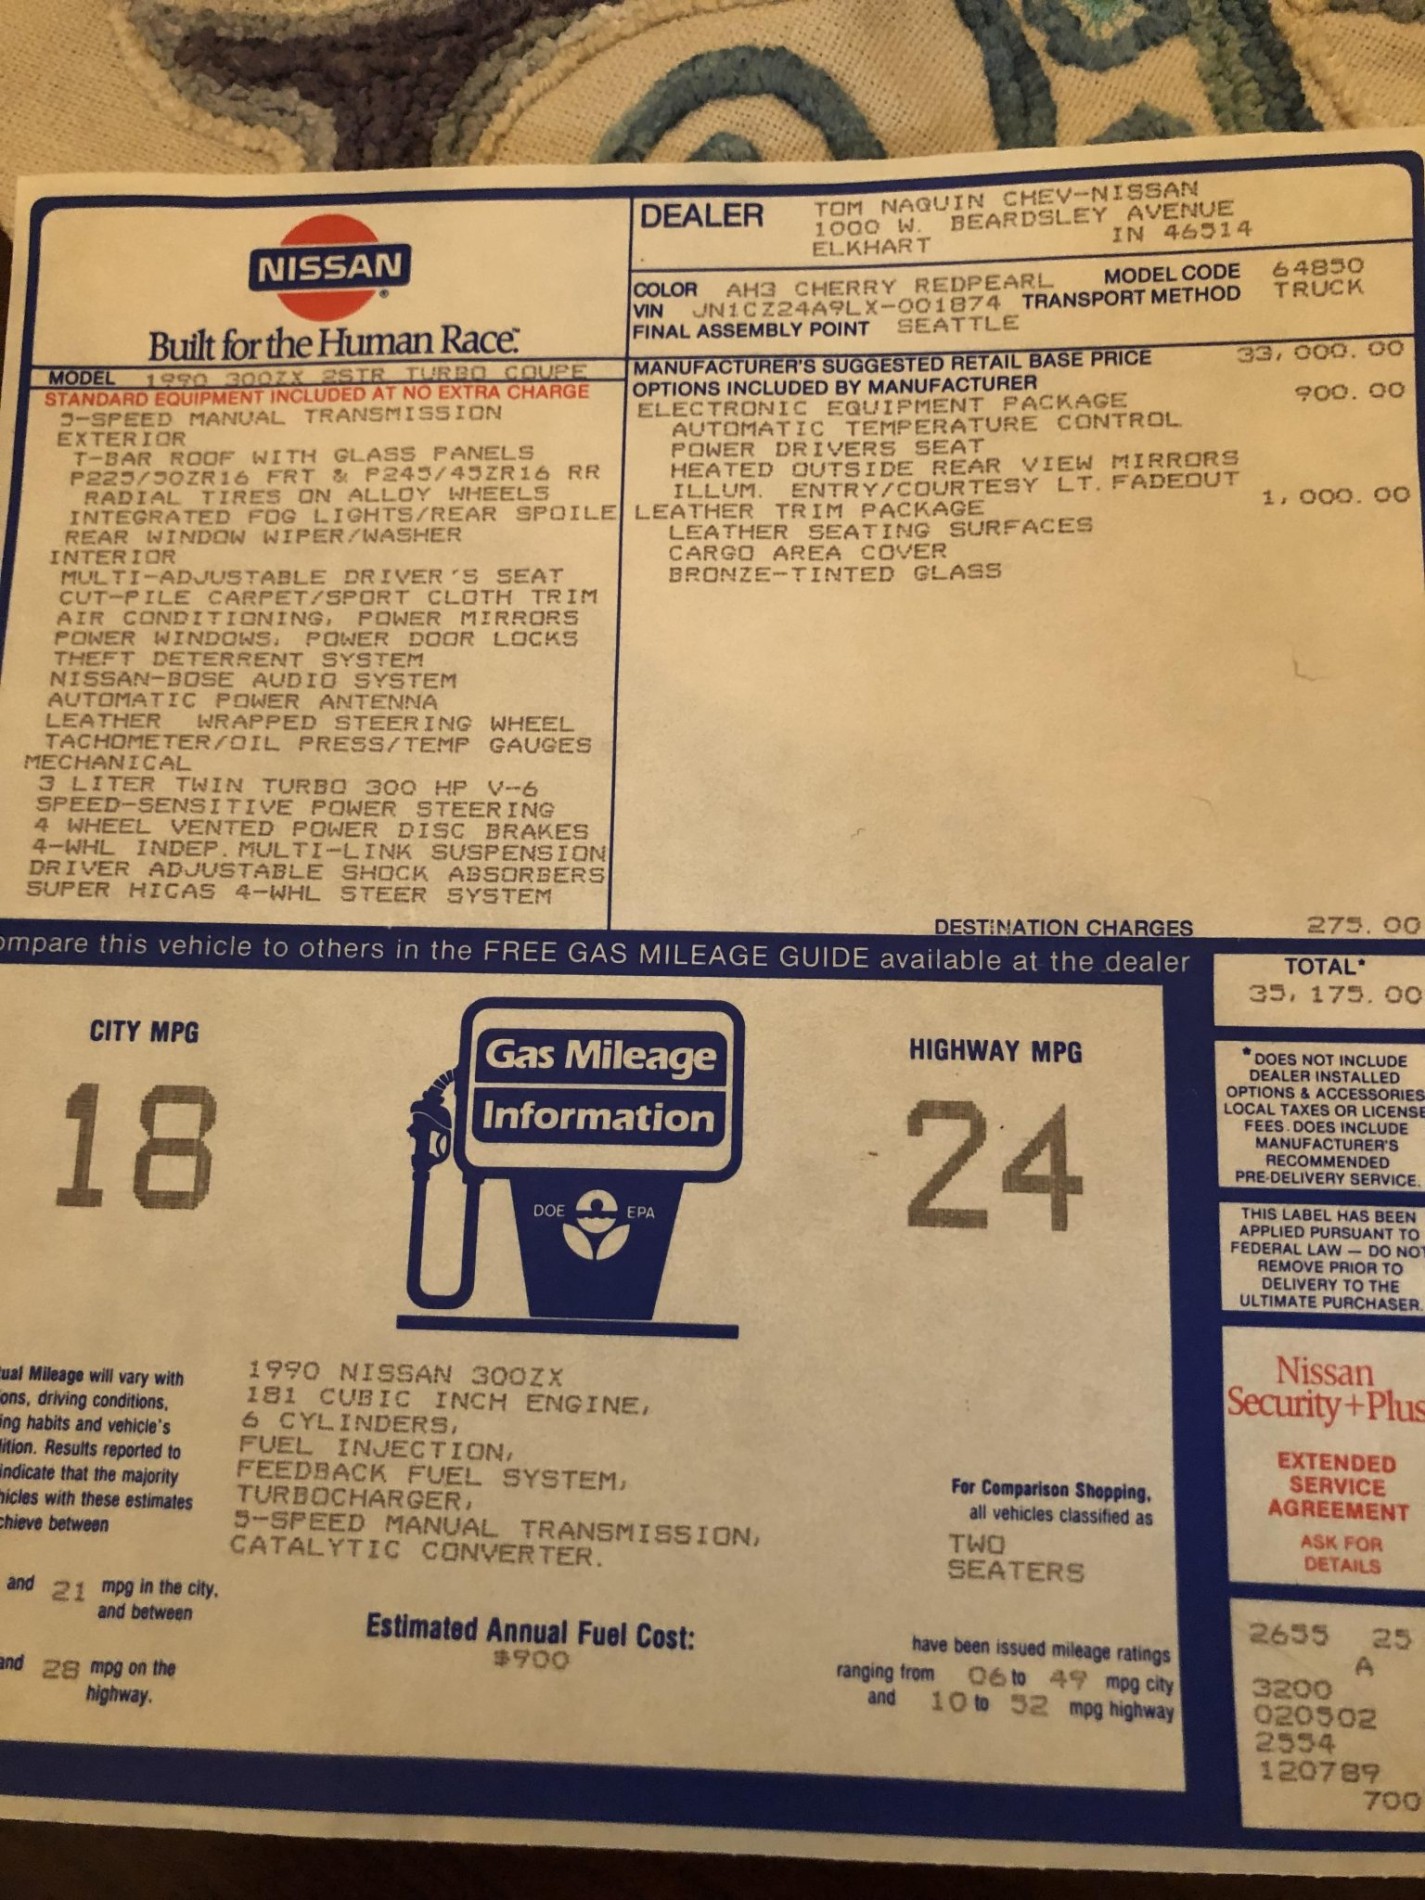 NISSAN
Built for the Human Race.™
DEALER TOM NAQUIN CHEV-NISSAN
1000 W. BEARDSLEY AVENUE
ELKHART IN 46514
COLOR AH3 CHERRY REDPEARL MODEL CODE 64850
VIN JN1CZ24A9LX-001874 TRANSPORT METHOD TRUCK
FINAL ASSEMBLY POINT SEATTLE
MODEL 1990 300ZX 2STR TURBO COUPE
STANDARD EQUIPMENT INCLUDED AT NO EXTRA CHARGE
5-SPEED MANUAL TRANSMISSION
EXTERIOR
T-BAR ROOF WITH GLASS PANELS
P225/50ZR16 FRT & P245/45ZR16 RR
RADIAL TIRES ON ALLOY WHEELS
INTEGRATED FOG LIGHTS/REAR SPOILE
REAR WINDOW WIPER/WASHER
INTERIOR
MULTI-ADJUSTABLE DRIVER'S SEAT
CUT-PILE CARPET/SPORT CLOTH TRIM
AIR CONDITIONING, POWER MIRRORS
POWER WINDOWS, POWER DOOR LOCKS
THEFT DETERRENT SYSTEM
NISSAN-BOSE AUDIO SYSTEM
AUTOMATIC POWER ANTENNA
LEATHER WRAPPED STEERING WHEEL
TACHOMETER/OIL PRESS/TEMP GAUGES
MECHANICAL
3 LITER TWIN TURBO 300 HP V-6
SPEED-SENSITIVE POWER STEERING
4 WHEEL VENTED POWER DISC BRAKES
4-WHL INDEP. MULTI-LINK SUSPENSION
DRIVER ADJUSTABLE SHOCK ABSORBERS
SUPER HICAS 4-WHL STEER SYSTEM
MANUFACTURER'S SUGGESTED RETAIL BASE PRICE 33,000.00
OPTIONS INCLUDED BY MANUFACTURER
ELECTRONIC EQUIPMENT PACKAGE 900.00
AUTOMATIC TEMPERATURE CONTROL
POWER DRIVERS SEAT
HEATED OUTSIDE REAR VIEW MIRRORS
ILLUM. ENTRY/COURTESY LT. FADEOUT
LEATHER TRIM PACKAGE 1,000.00
LEATHER SEATING SURFACES
CARGO AREA COVER
BRONZE-TINTED GLASS
DESTINATION CHARGES 275.00
ompare this vehicle to others in the FREE GAS MILEAGE GUIDE available at the dealer
TOTAL*
35,175.00
CITY MPG
18
Gas Mileage
Information
DOE EPA
HIGHWAY MPG
24
*DOES NOT INCLUDE
DEALER INSTALLED
OPTIONS & ACCESSORIES
LOCAL TAXES OR LICENSE
FEES. DOES INCLUDE
MANUFACTURER'S
RECOMMENDED
PRE-DELIVERY SERVICE.
THIS LABEL HAS BEEN
APPLIED PURSUANT TO
FEDERAL LAW — DO NOT
REMOVE PRIOR TO
DELIVERY TO THE
ULTIMATE PURCHASER.
Nissan
Security+Plus
EXTENDED
SERVICE
AGREEMENT
ASK FOR
DETAILS
ual Mileage will vary with
ons, driving conditions,
ing habits and vehicle's
lition. Results reported to
indicate that the majority
hicles with these estimates
chieve between
and 21 mpg in the city,
and between
and 28 mpg on the
highway.
1990 NISSAN 300ZX
181 CUBIC INCH ENGINE,
6 CYLINDERS,
FUEL INJECTION,
FEEDBACK FUEL SYSTEM,
TURBOCHARGER,
5-SPEED MANUAL TRANSMISSION,
CATALYTIC CONVERTER.
Estimated Annual Fuel Cost:
$900
For Comparison Shopping,
all vehicles classified as
TWO
SEATERS
have been issued mileage ratings
ranging from 06 to 49 mpg city
and 10 to 52 mpg highway
2655 25
A
3200
020502
2554
120789
700